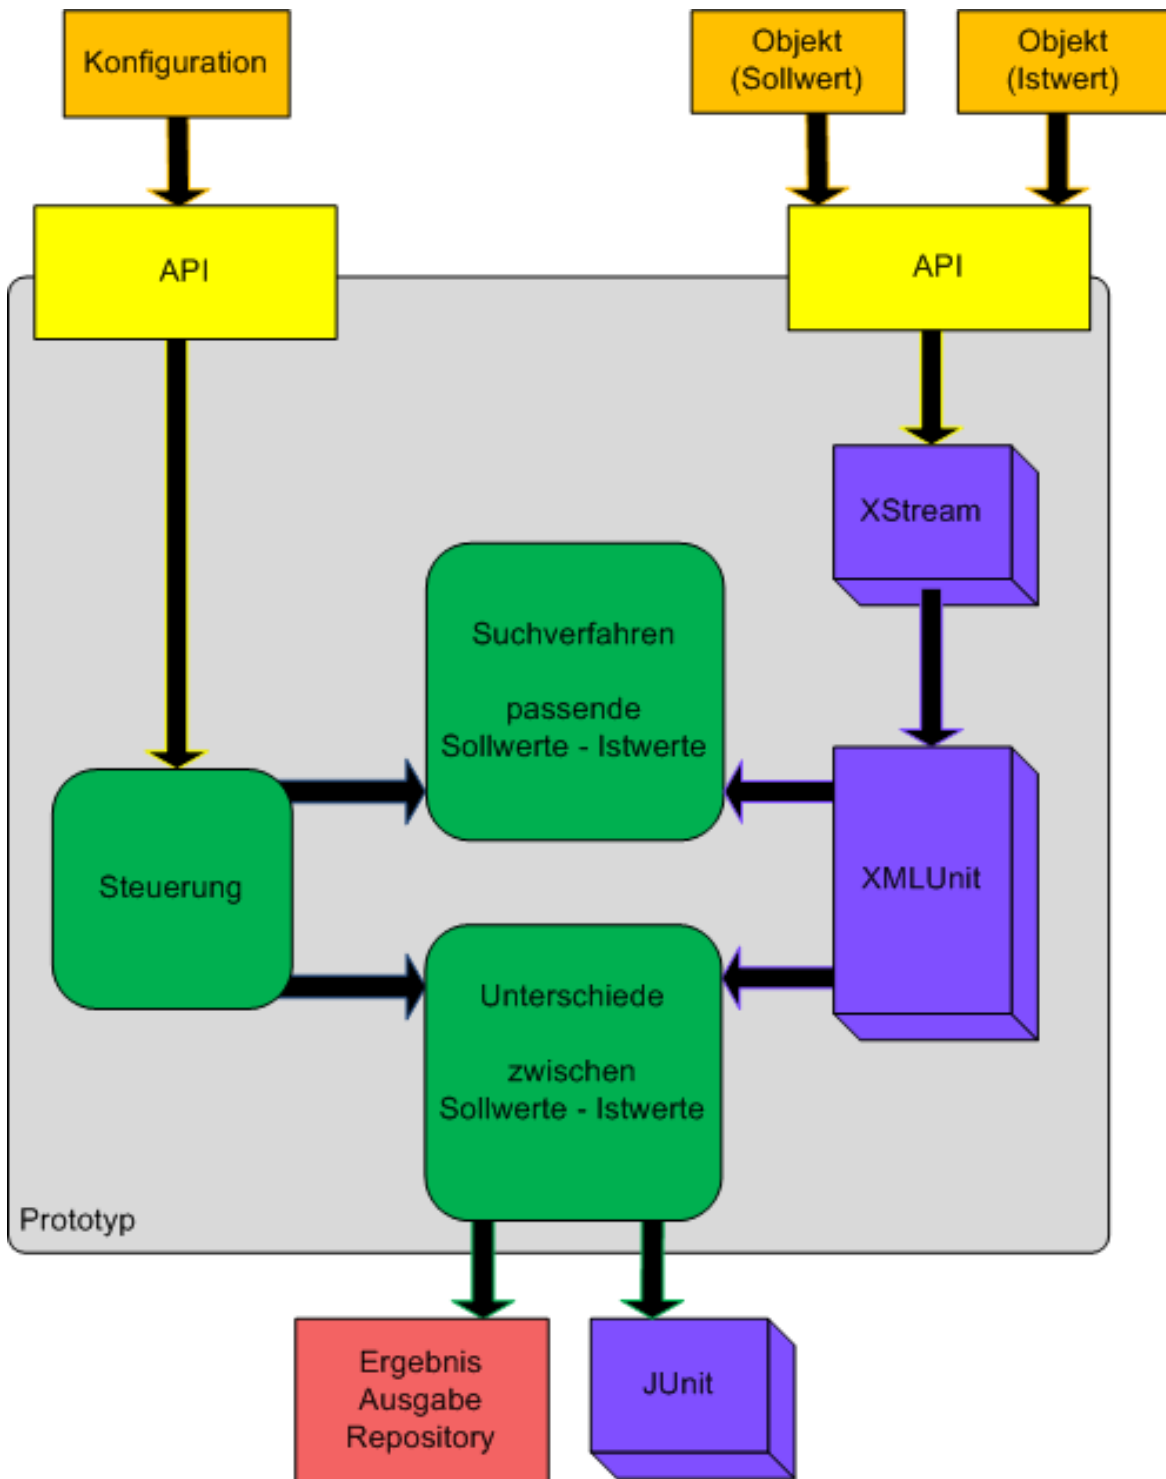 Konfiguration
Objekt
(Sollwert)
Objekt
(Istwert)
API
API
XStream
Suchverfahren
passende
Sollwerte - Istwerte
Steuerung
XMLUnit
Unterschiede
zwischen
Sollwerte - Istwerte
Prototyp
Ergebnis
Ausgabe
Repository
JUnit